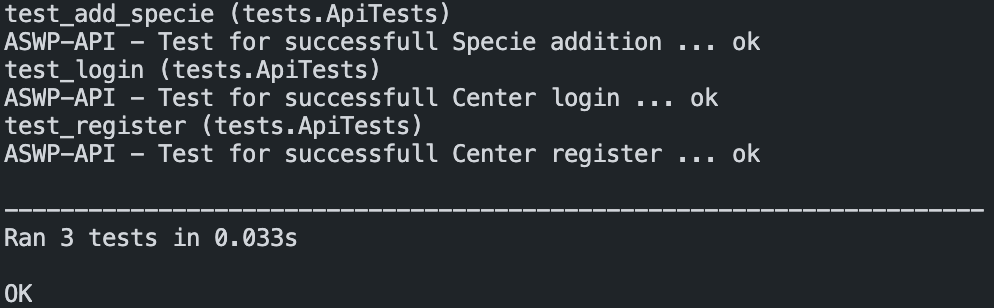 test_add_specie (tests.ApiTests)
ASWP-API - Test for successfull Specie addition ... ok
test_login (tests.ApiTests)
ASWP-API - Test for successfull Center login ... ok
test_register (tests.ApiTests)
ASWP-API - Test for successfull Center register ... ok
----------------------------------------------------------------------
Ran 3 tests in 0.033s
OK